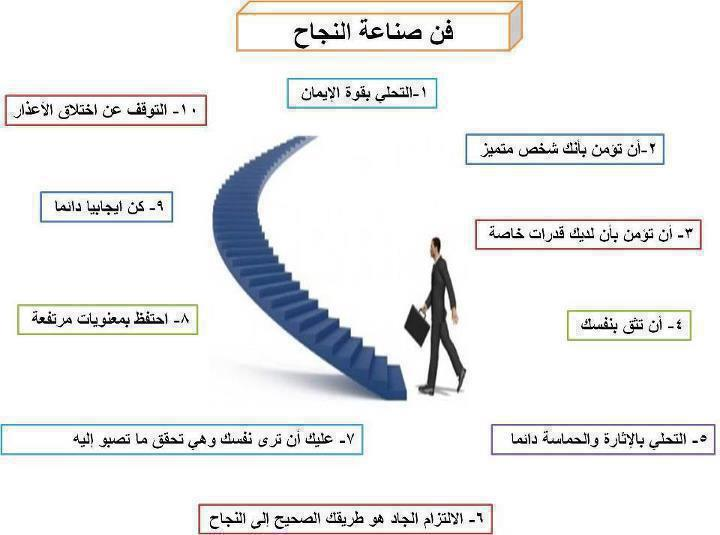 فن صناعة النجاح
١-التحلي بقوة الإيمان
٢-أن تؤمن بأنك شخص متميز
٣- أن تؤمن بأن لديك قدرات خاصة
٤- أن تثق بنفسك
٥- التحلي بالإثارة والحماسة دائما
٦- الالتزام الجاد هو طريقك الصحيح إلى النجاح
٧- عليك أن ترى نفسك وهي تحقق ما تصبو إليه
٨- احتفظ بمعنويات مرتفعة
٩- كن ايجابيا دائما
١٠- التوقف عن اختلاق الأعذار